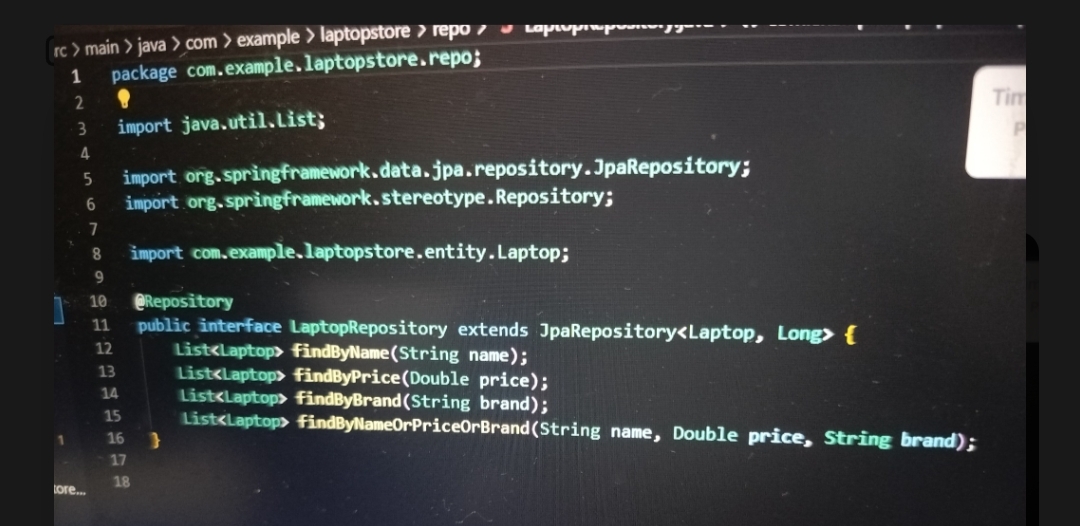 rc > main > java > com > example > laptopstore > repo > LaptopRepository.java >
1 package com.example.laptopstore.repo;
2
3 import java.util.List;
4
5 import org.springframework.data.jpa.repository.JpaRepository;
6 import org.springframework.stereotype.Repository;
7
8 import com.example.laptopstore.entity.Laptop;
9
10 @Repository
11 public interface LaptopRepository extends JpaRepository<Laptop, Long> {
12 List<Laptop> findByName(String name);
13 List<Laptop> findByPrice(Double price);
14 List<Laptop> findByBrand(String brand);
15 List<Laptop> findByNameOrPriceOrBrand(String name, Double price, String brand);
16 }
17
18
Tim
P
1
tore...